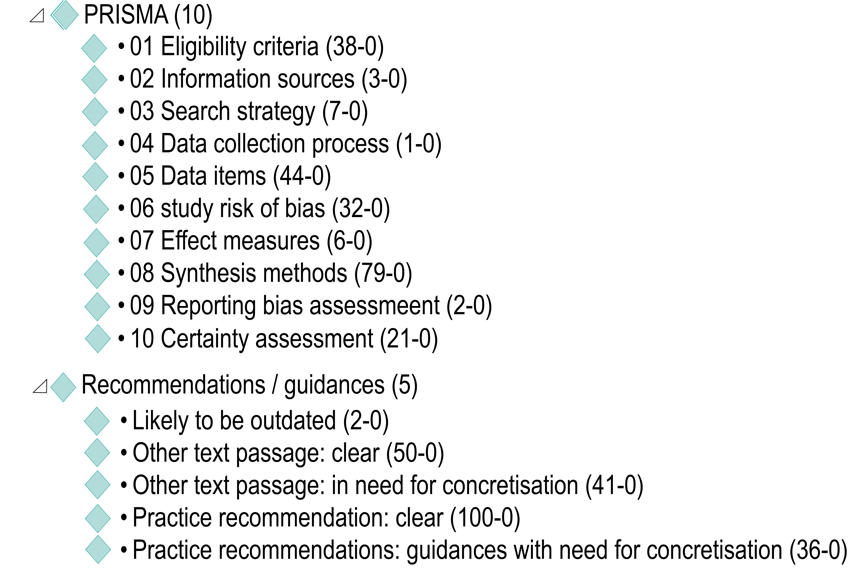 PRISMA (10)
• 01 Eligibility criteria (38-0)
• 02 Information sources (3-0)
• 03 Search strategy (7-0)
• 04 Data collection process (1-0)
• 05 Data items (44-0)
• 06 study risk of bias (32-0)
• 07 Effect measures (6-0)
• 08 Synthesis methods (79-0)
• 09 Reporting bias assessmeent (2-0)
• 10 Certainty assessment (21-0)
Recommendations / guidances (5)
• Likely to be outdated (2-0)
• Other text passage: clear (50-0)
• Other text passage: in need for concretisation (41-0)
• Practice recommendation: clear (100-0)
• Practice recommendations: guidances with need for concretisation (36-0)